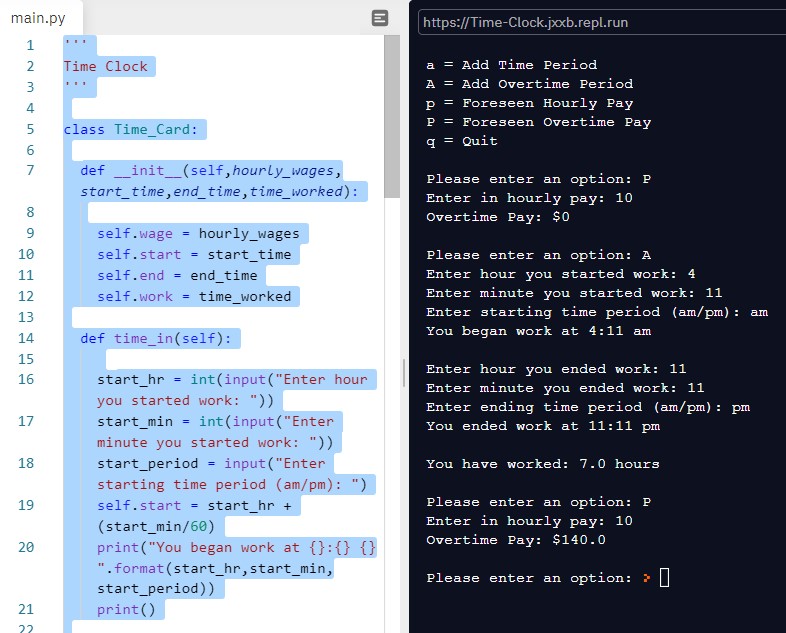 main.py
1 '''
2 Time Clock
3 '''
4
5 class Time_Card:
6
7 def __init__(self,hourly_wages,
start_time,end_time,time_worked):
8
9 self.wage = hourly_wages
10 self.start = start_time
11 self.end = end_time
12 self.work = time_worked
13
14 def time_in(self):
15
16 start_hr = int(input("Enter hour
you started work: "))
17 start_min = int(input("Enter
minute you started work: "))
18 start_period = input("Enter
starting time period (am/pm): ")
19 self.start = start_hr +
(start_min/60)
20 print("You began work at {}:{} {}
".format(start_hr,start_min,
start_period))
21 print()
22
https://Time-Clock.jxxb.repl.run
a = Add Time Period
A = Add Overtime Period
p = Foreseen Hourly Pay
P = Foreseen Overtime Pay
q = Quit
Please enter an option: P
Enter in hourly pay: 10
Overtime Pay: $0
Please enter an option: A
Enter hour you started work: 4
Enter minute you started work: 11
Enter starting time period (am/pm): am
You began work at 4:11 am
Enter hour you ended work: 11
Enter minute you ended work: 11
Enter ending time period (am/pm): pm
You ended work at 11:11 pm
You have worked: 7.0 hours
Please enter an option: P
Enter in hourly pay: 10
Overtime Pay: $140.0
Please enter an option: >